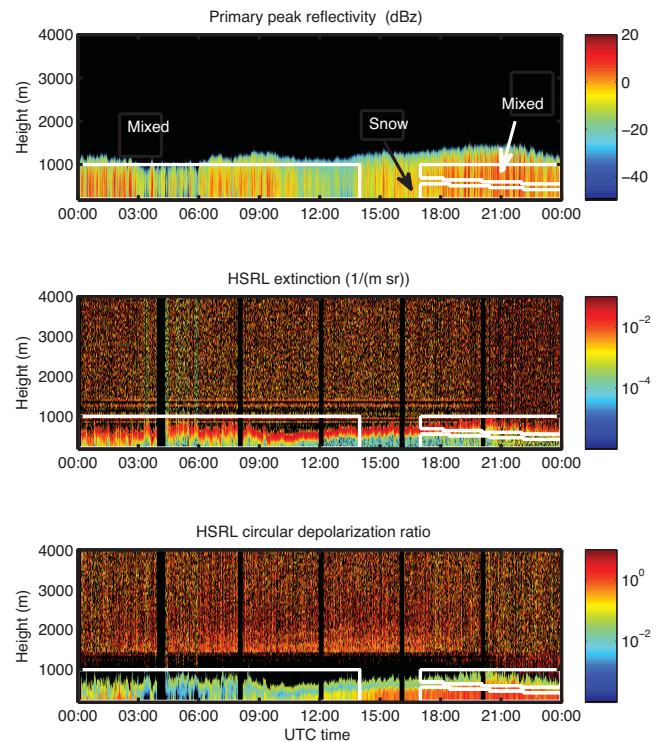 Primary peak reflectivity (dBz)
4000
3000
2000
1000
Height (m)
Mixed
Snow
Mixed
20
0
−20
−40
00:00 03:00 06:00 09:00 12:00 15:00 18:00 21:00 00:00
HSRL extinction (1/(m sr))
4000
3000
2000
1000
Height (m)
10⁻²
10⁻⁴
00:00 03:00 06:00 09:00 12:00 15:00 18:00 21:00 00:00
HSRL circular depolarization ratio
4000
3000
2000
1000
Height (m)
10⁰
10⁻²
00:00 03:00 06:00 09:00 12:00 15:00 18:00 21:00 00:00
UTC time